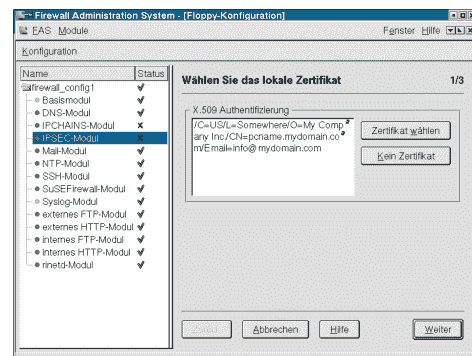 Firewall Administration System - [Floppy-Konfiguration]
FAS Module Fenster Hilfe
Konfiguration
Name Status
firewall_config1
Basismodul
DNS-Modul
IPCHAINS-Modul
IPSEC-Modul
Mail-Modul
NTP-Modul
SSH-Modul
SuSEFirewall-Modul
Syslog-Modul
externes FTP-Modul
externes HTTP-Modul
internes FTP-Modul
internes HTTP-Modul
rinetd-Modul
Wählen Sie das lokale Zertifikat 1/3
X.509 Authentifizierung
/C=US/L=Somewhere/O=My Comp
any Inc/CN=pcname.mydomain.co
m/Email=info@mydomain.com
Zertifikat wählen
Kein Zertifikat
Zurück Abbrechen Hilfe Weiter